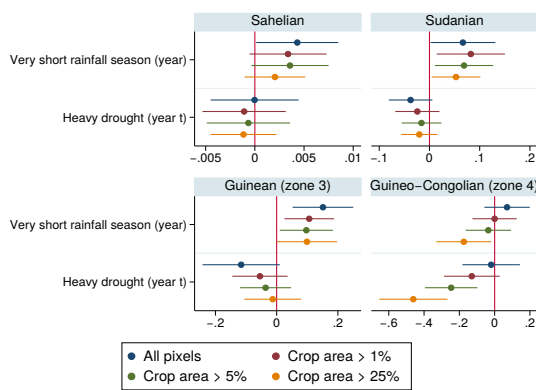 Sahelian
Sudanian
Very short rainfall season (year)
Heavy drought (year t)
-.005 0 .005 .01
-.1 0 .1 .2
Guinean (zone 3)
Guineo-Congolian (zone 4)
Very short rainfall season (year)
Heavy drought (year t)
-.2 0 .2
-.6 -.4 -.2 0 .2
All pixels
Crop area > 1%
Crop area > 5%
Crop area > 25%